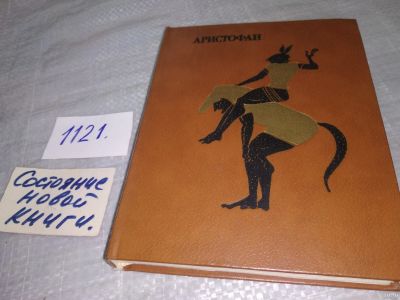 АРИСТОФАН
1121.
Состояние
новой
книги.